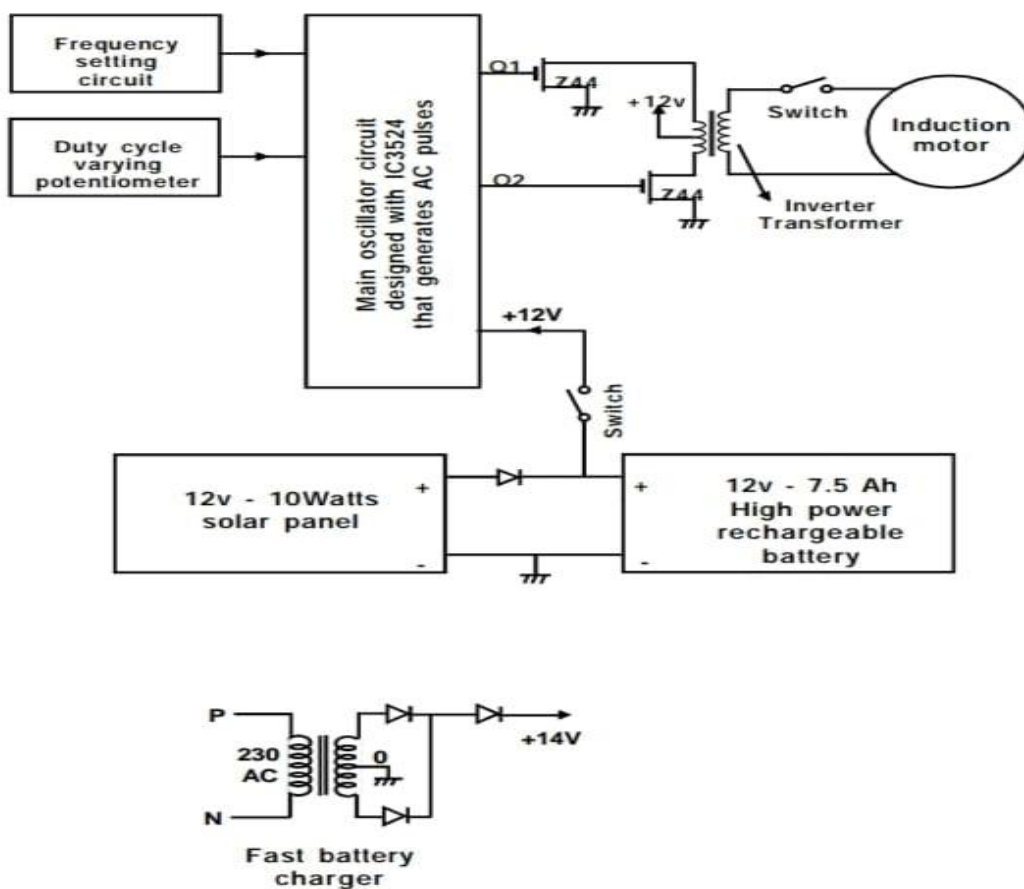 Frequency
setting
circuit
Duty cycle
varying
potentiometer
Main oscillator circuit
designed with IC3524
that generates AC pulses
Q1
Z44
+12v
Switch
Induction
motor
Q2
Z44
Inverter
Transformer
+12V
Switch
12v - 10Watts
solar panel
+
-
+
-
12v - 7.5 Ah
High power
rechargeable
battery
P
230
AC
N
0
+14V
Fast battery
charger